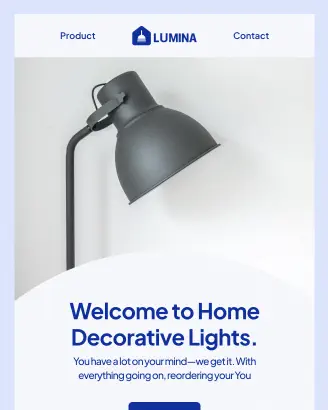 Product
LUMINA
Contact
Welcome to Home
Decorative Lights.
You have a lot on your mind—we get it. With
everything going on, reordering your You